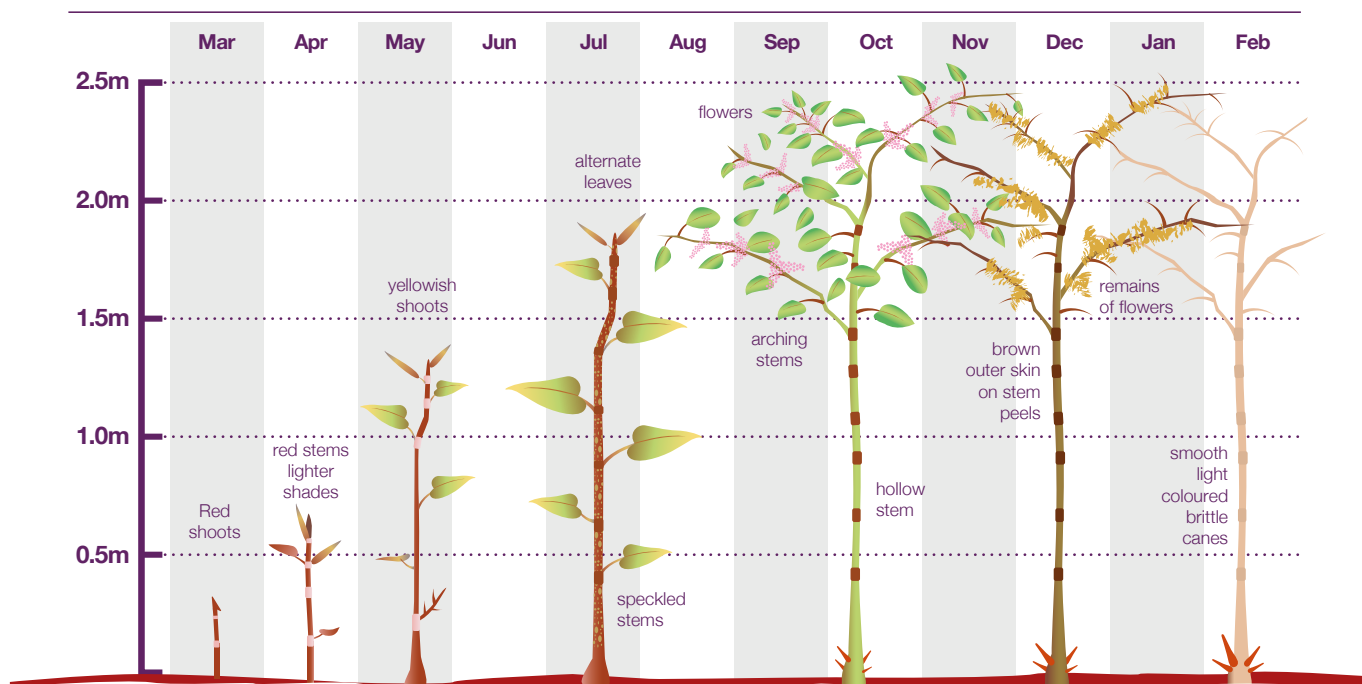 Mar Apr May Jun Jul Aug Sep Oct Nov Dec Jan Feb
2.5m
2.0m
1.5m
1.0m
0.5m
Red
shoots
red stems
lighter
shades
yellowish
shoots
alternate
leaves
speckled
stems
flowers
arching
stems
hollow
stem
brown
outer skin
on stem
peels
remains
of flowers
smooth
light
coloured
brittle
canes